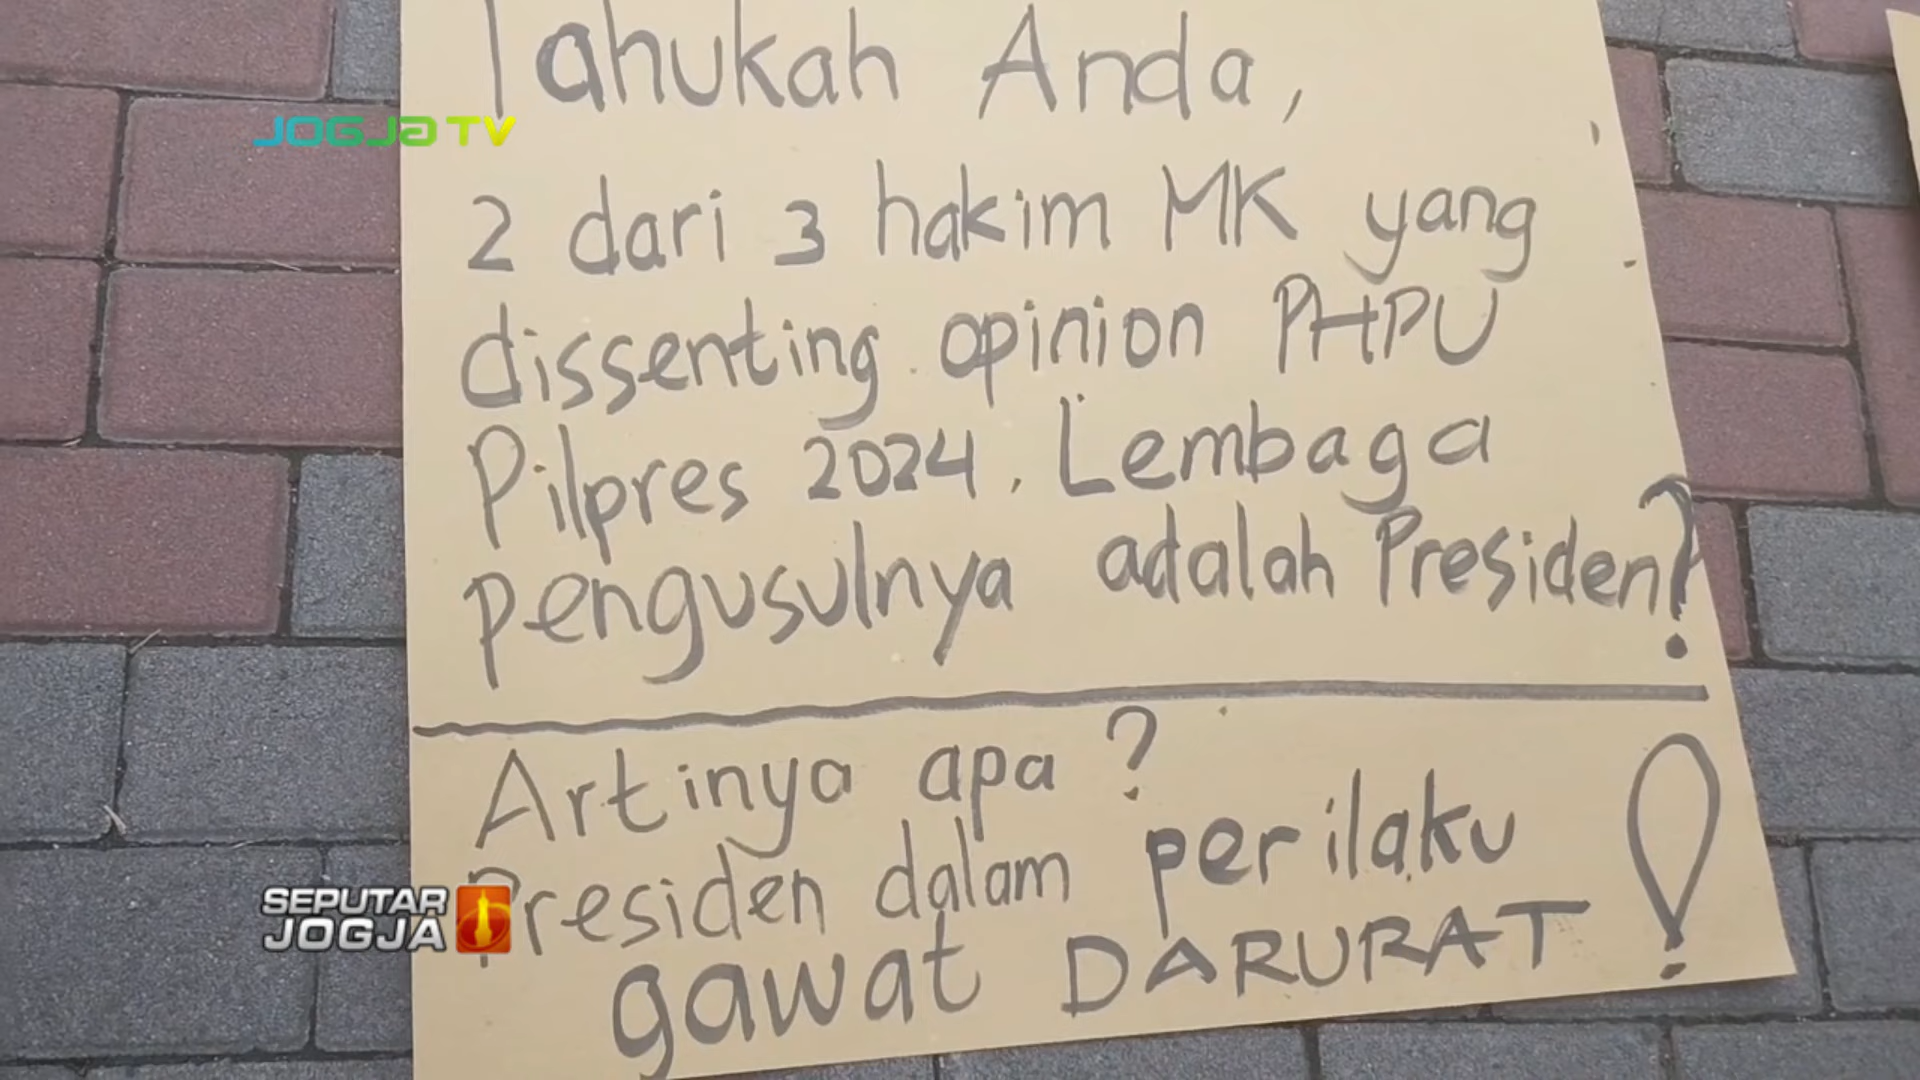 Tahukah Anda,
JOGJA TV
2 dari 3 hakim MK yang
dissenting opinion PHPU
Pilpres 2024. Lembaga
pengusulnya adalah Presiden?
Artinya apa?
Presiden dalam perilaku
gawat DARURAT!
SEPUTAR
JOGJA